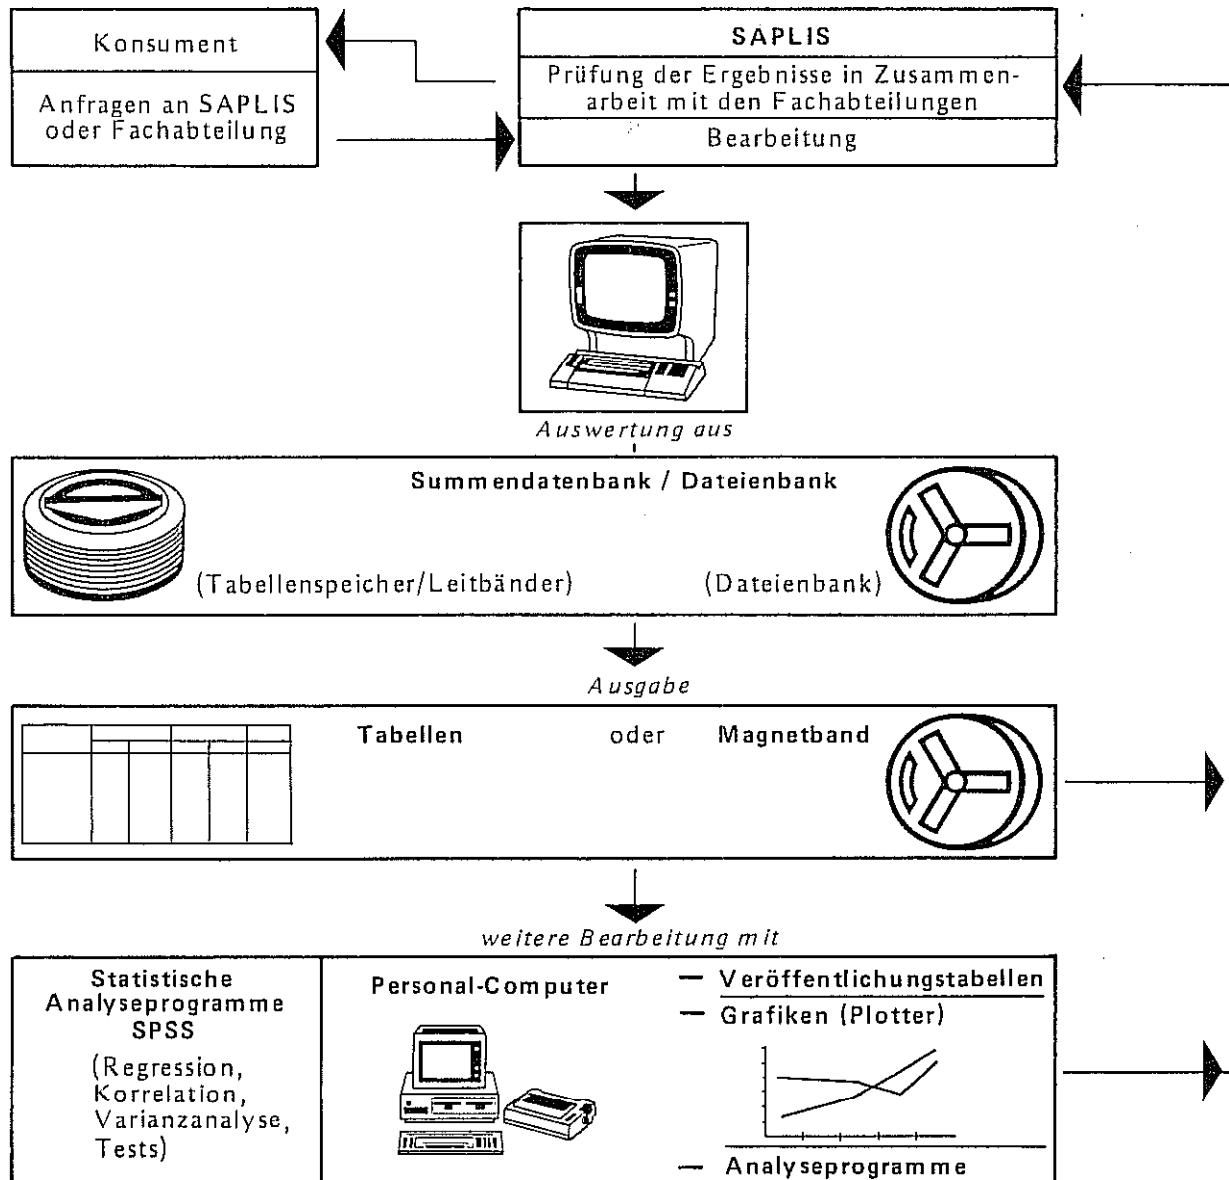 Konsument
Anfragen an SAPLIS
oder Fachabteilung
SAPLIS
Prüfung der Ergebnisse in Zusammen-
arbeit mit den Fachabteilungen
Bearbeitung
Auswertung aus
Summendatenbank / Dateienbank
(Tabellenspeicher/Leitbänder) (Dateienbank)
Ausgabe
Tabellen oder Magnetband
weitere Bearbeitung mit
Statistische
Analyseprogramme
SPSS
(Regression,
Korrelation,
Varianzanalyse,
Tests)
Personal-Computer
— Veröffentlichungstabellen
— Grafiken (Plotter)
— Analyseprogramme